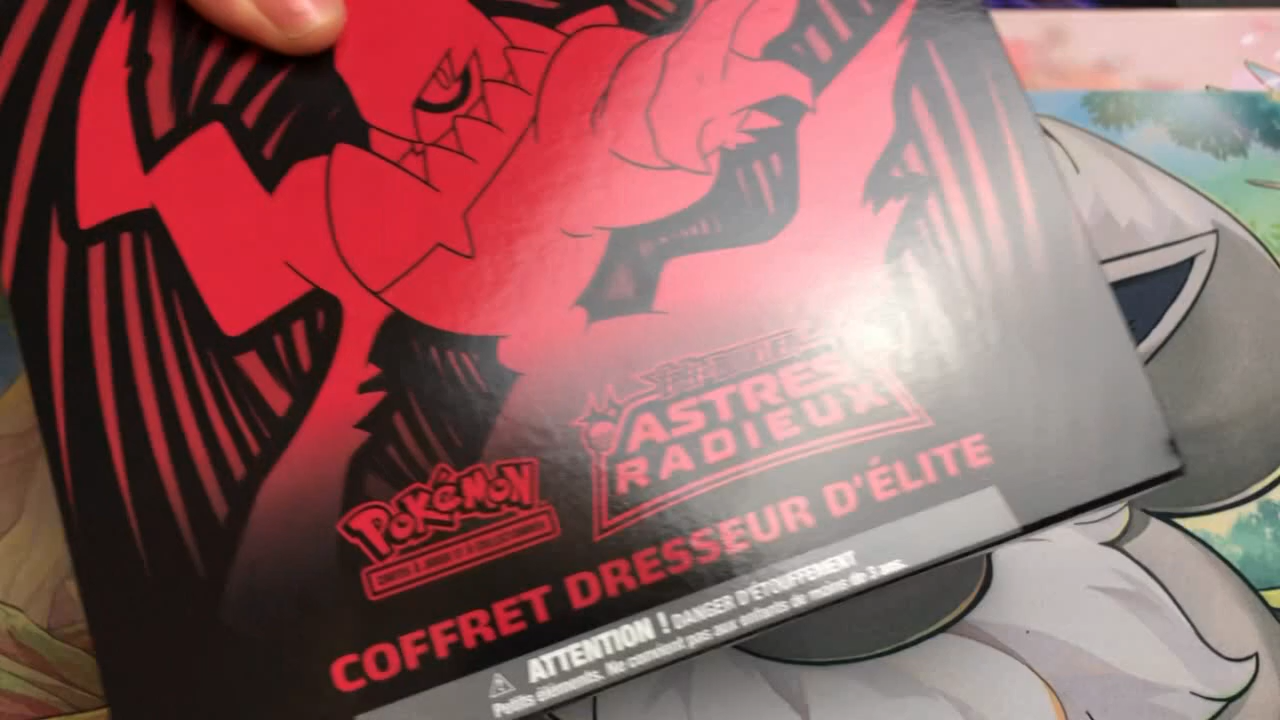 ASTRES
RADIEUX
POKÉMON
COFFRET DRESSEUR D'ÉLITE
ATTENTION ! DANGER D'ÉTOUFFEMENT
Petits éléments. Ne convient pas aux enfants de moins de 3 ans.